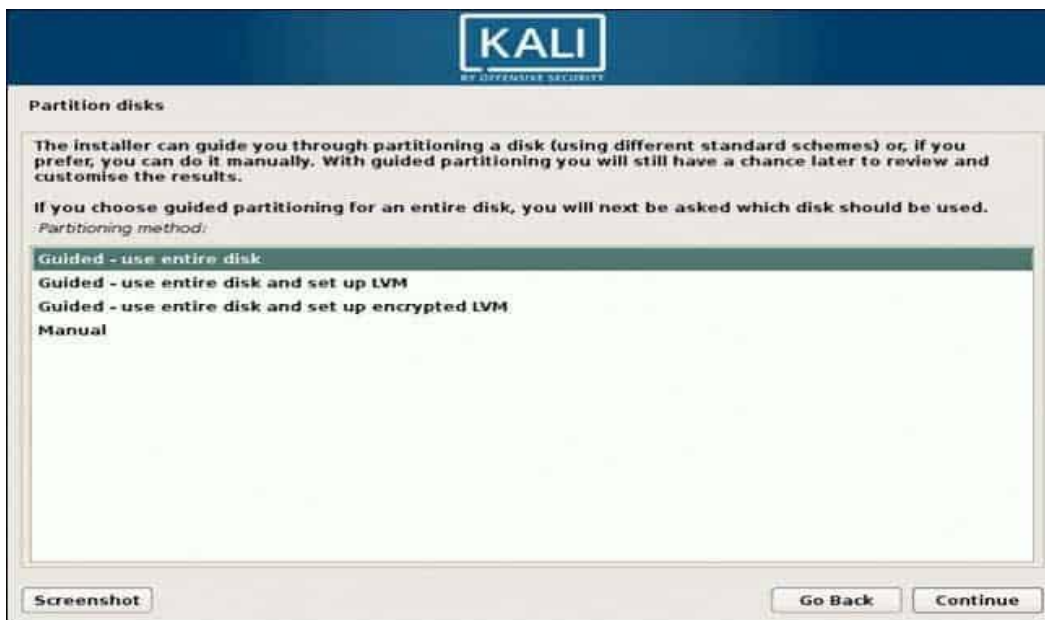 KALI
BY OFFENSIVE SECURITY
Partition disks
The installer can guide you through partitioning a disk (using different standard schemes) or, if you
prefer, you can do it manually. With guided partitioning you will still have a chance later to review and
customise the results.
If you choose guided partitioning for an entire disk, you will next be asked which disk should be used.
Partitioning method:
Guided - use entire disk
Guided - use entire disk and set up LVM
Guided - use entire disk and set up encrypted LVM
Manual
Screenshot
Go Back
Continue